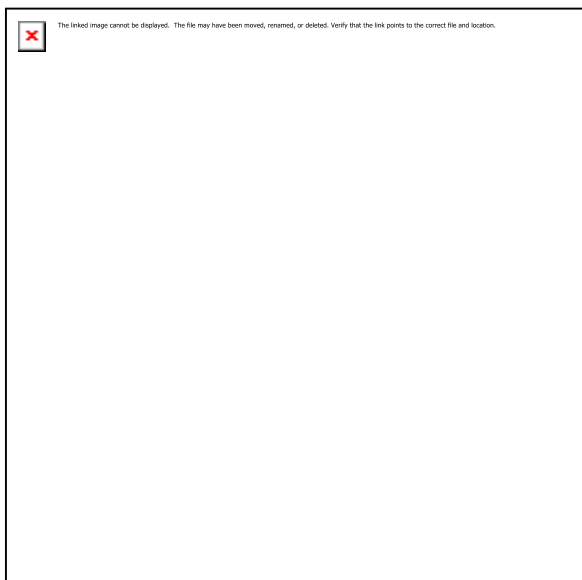 The linked image cannot be displayed.  The file may have been moved, renamed, or deleted. Verify that the link points to the correct file and location.